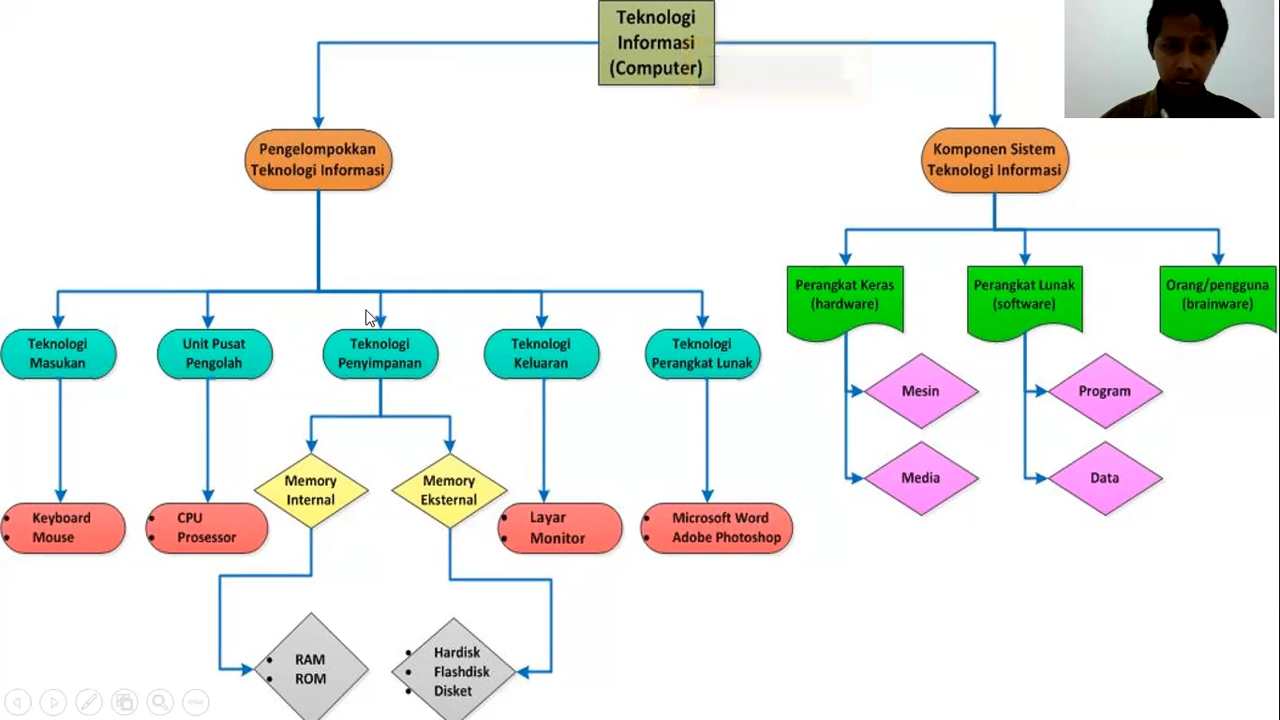 Teknologi
Informasi
(Computer)
Pengelompokkan
Teknologi Informasi
Komponen Sistem
Teknologi Informasi
Perangkat Keras
(hardware)
Perangkat Lunak
(software)
Orang/pengguna
(brainware)
Teknologi
Masukan
Unit Pusat
Pengolah
Teknologi
Penyimpanan
Teknologi
Keluaran
Teknologi
Perangkat Lunak
Mesin
Program
Media
Data
Memory
Internal
Memory
Eksternal
• Keyboard
• Mouse
• CPU
• Prosessor
• Layar
• Monitor
• Microsoft Word
• Adobe Photoshop
• RAM
• ROM
• Hardisk
• Flashdisk
• Disket